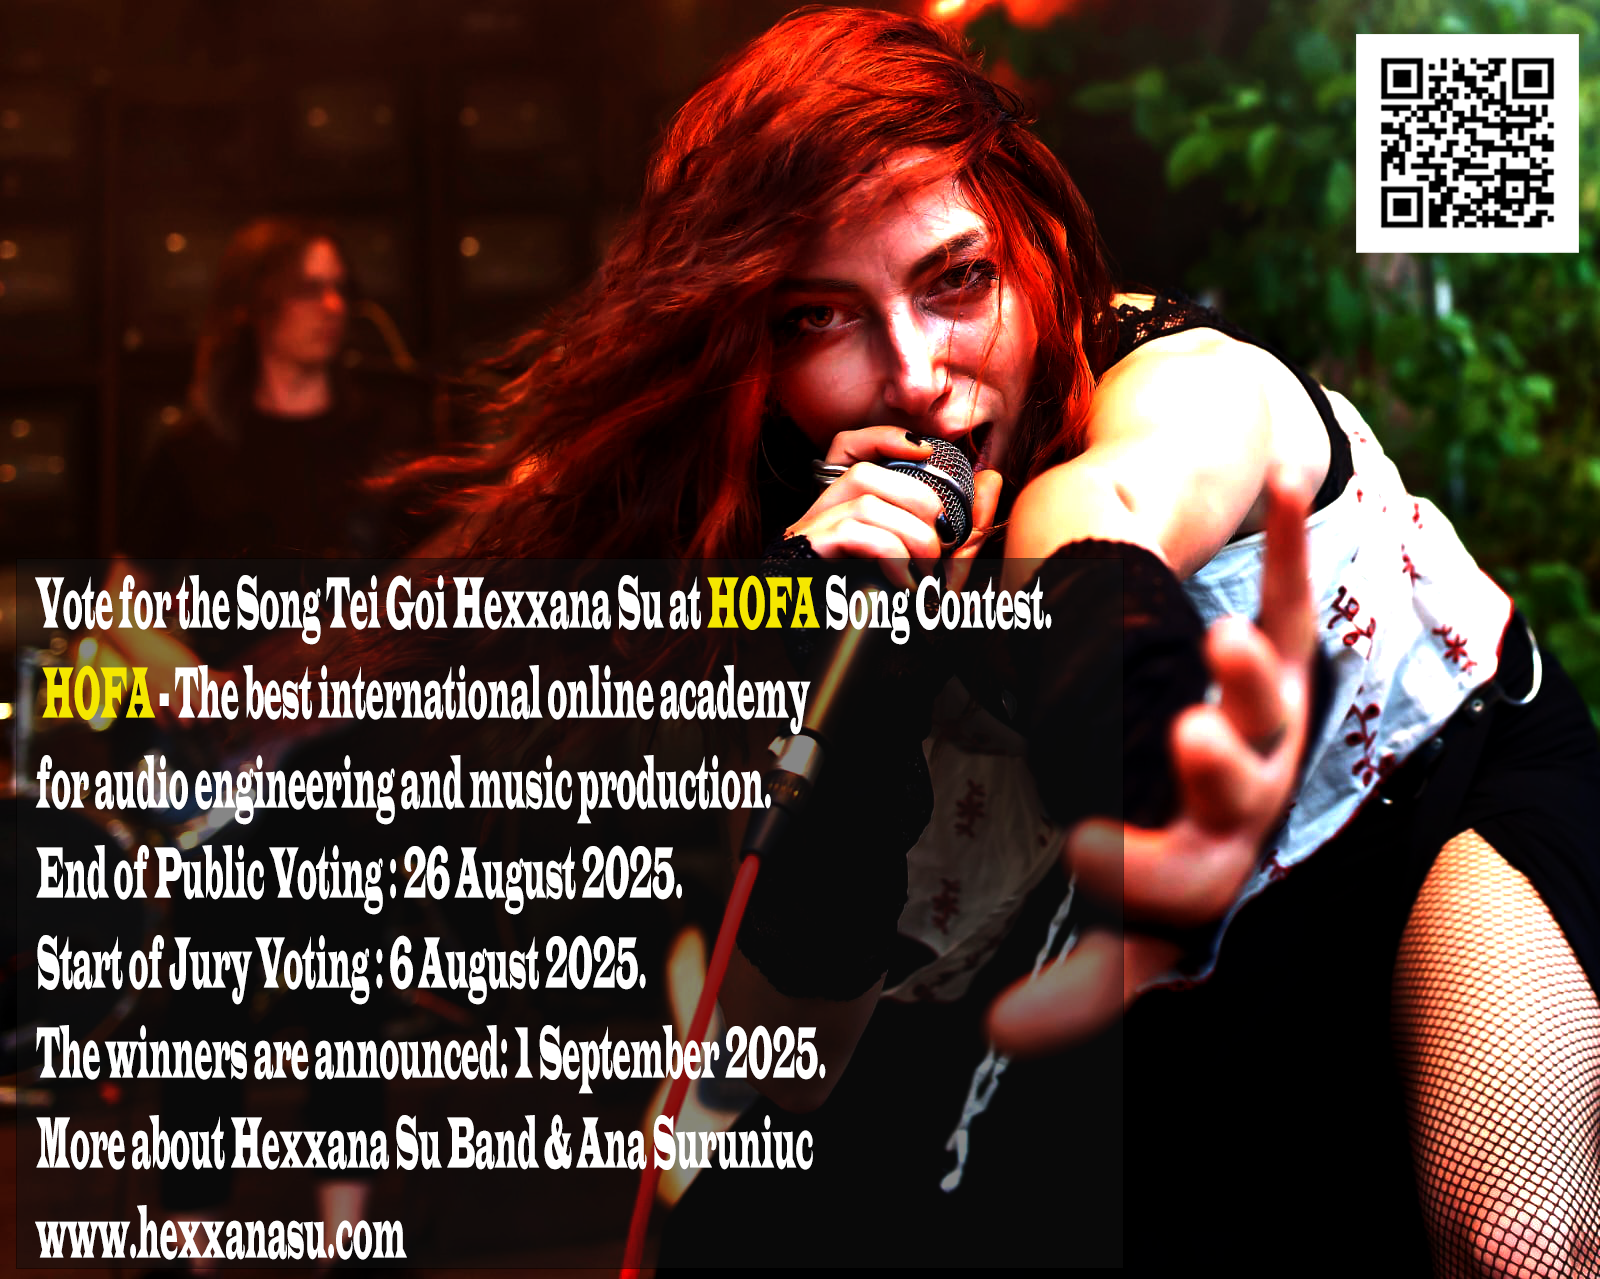 Vote for the Song Tei Goi Hexxana Su at HOFA Song Contest.
HOFA - The best international online academy
for audio engineering and music production.
End of Public Voting : 26 August 2025.
Start of Jury Voting : 6 August 2025.
The winners are announced: 1 September 2025.
More about Hexxana Su Band & Ana Suruniuc
www.hexxanasu.com